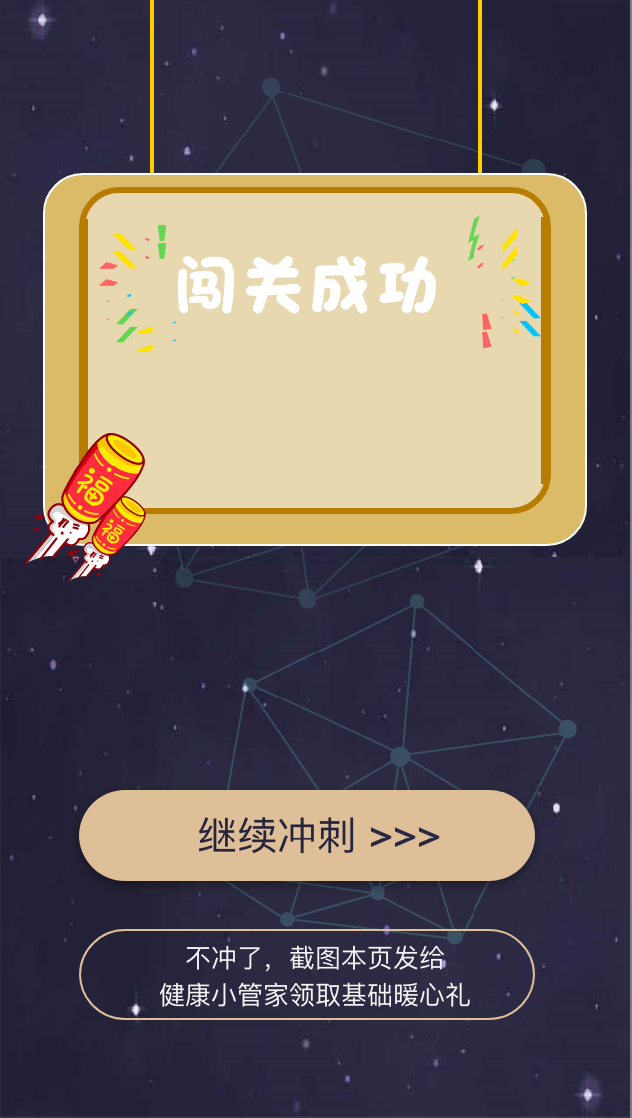 闯关成功
福
福
继续冲刺 >>>
不冲了，截图本页发给
健康小管家领取基础暖心礼